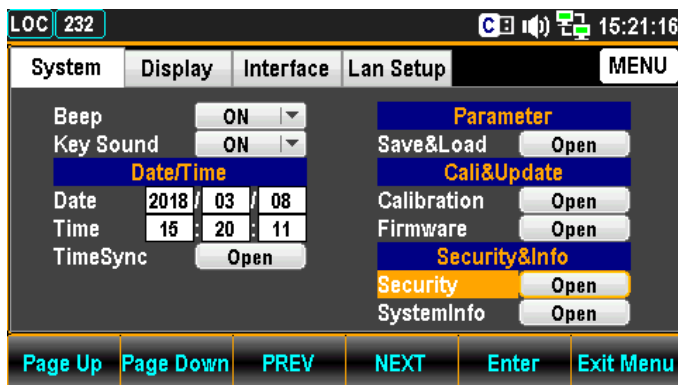 LOC 232 C 15:21:16
System Display Interface Lan Setup MENU
Beep ON
Key Sound ON
Date/Time
Date 2018 / 03 / 08
Time 15 : 20 : 11
TimeSync Open
Parameter
Save&Load Open
Cali&Update
Calibration Open
Firmware Open
Security&Info
Security Open
SystemInfo Open
Page Up Page Down PREV NEXT Enter Exit Menu